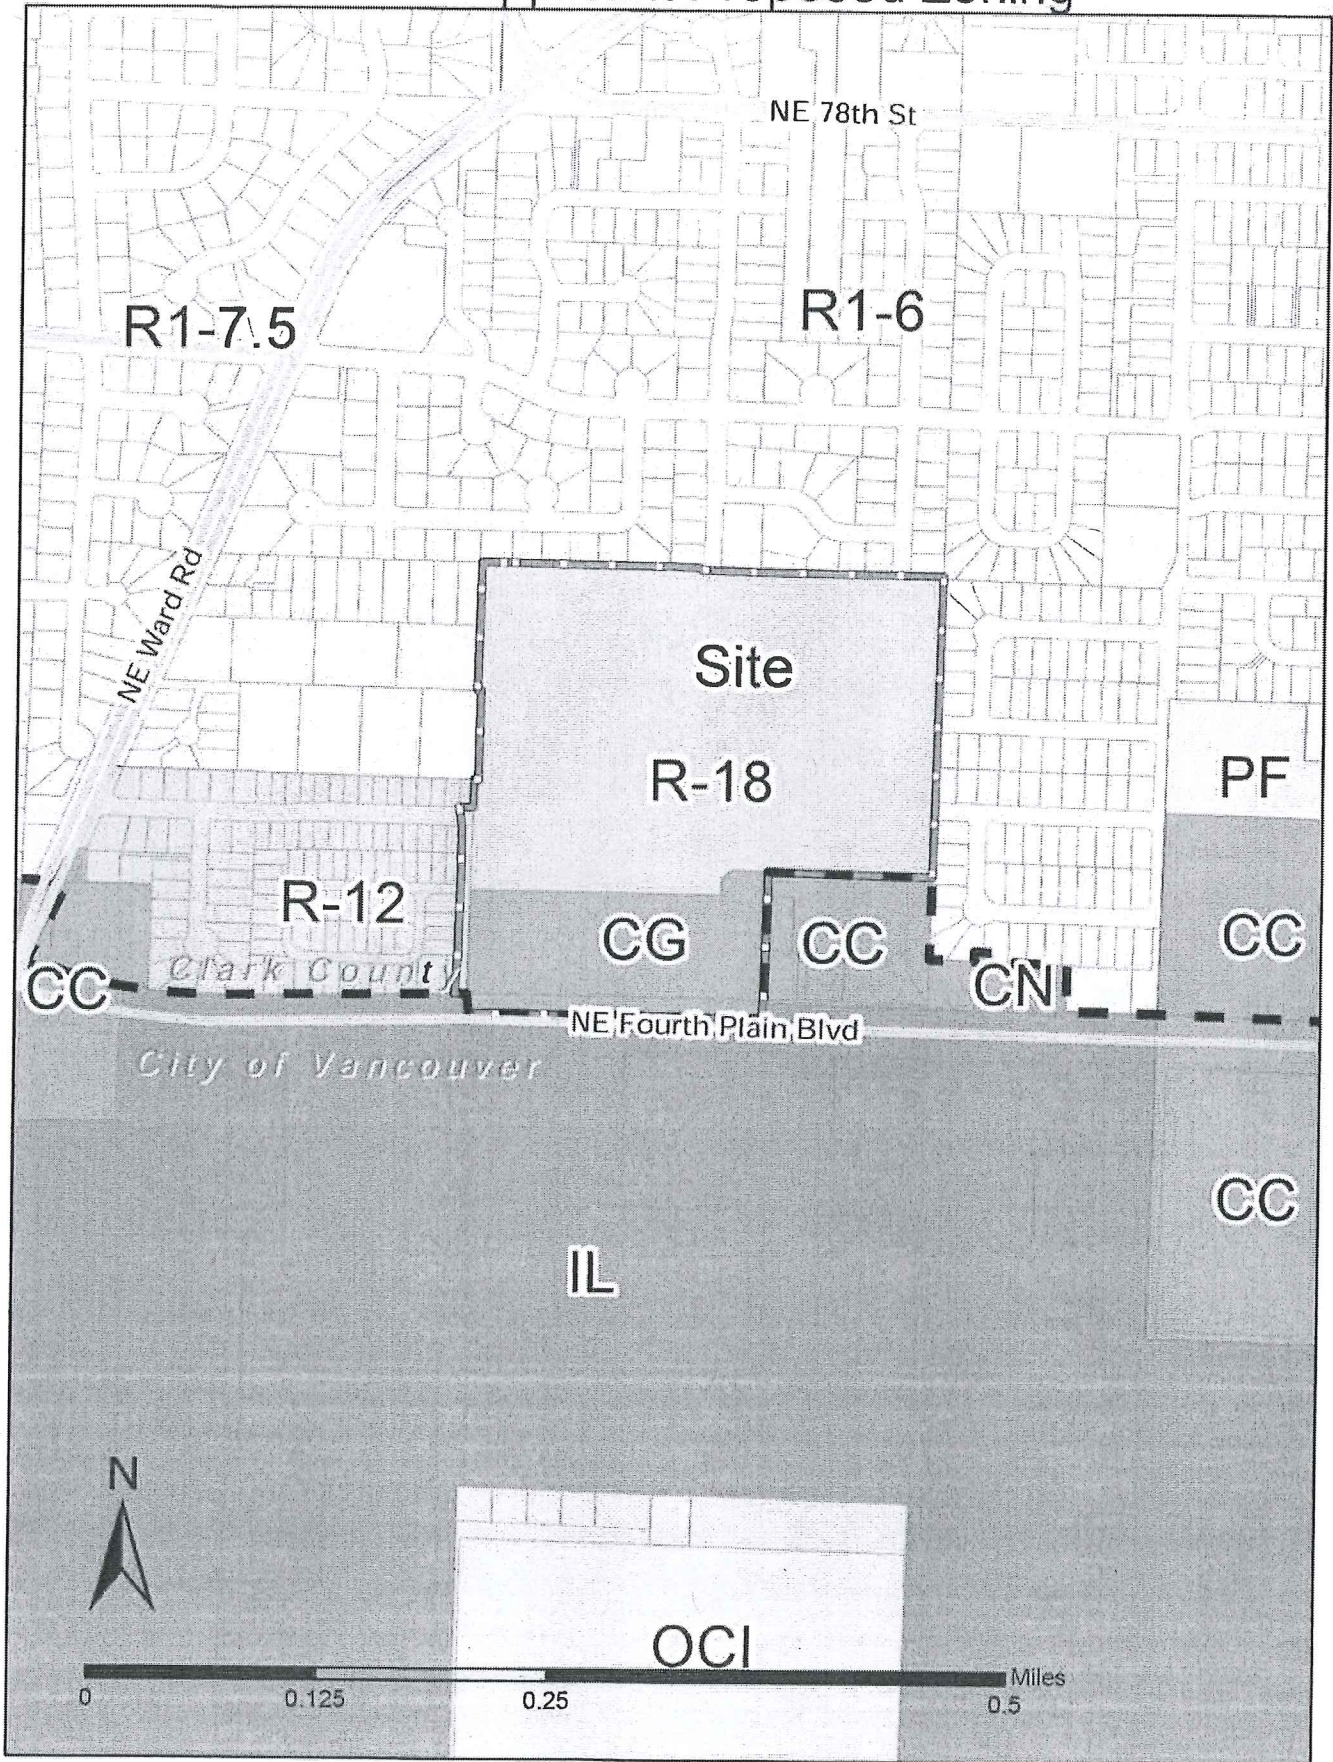 Proposed Zoning
NE 78th St
R1-7.5
R1-6
NE Ward Rd
Site
R-18
PF
R-12
CG
CC
CC
Clark County
CC
CN
NE Fourth Plain Blvd
City of Vancouver
CC
IL
N
OCI
Miles
0
0.125
0.25
0.5